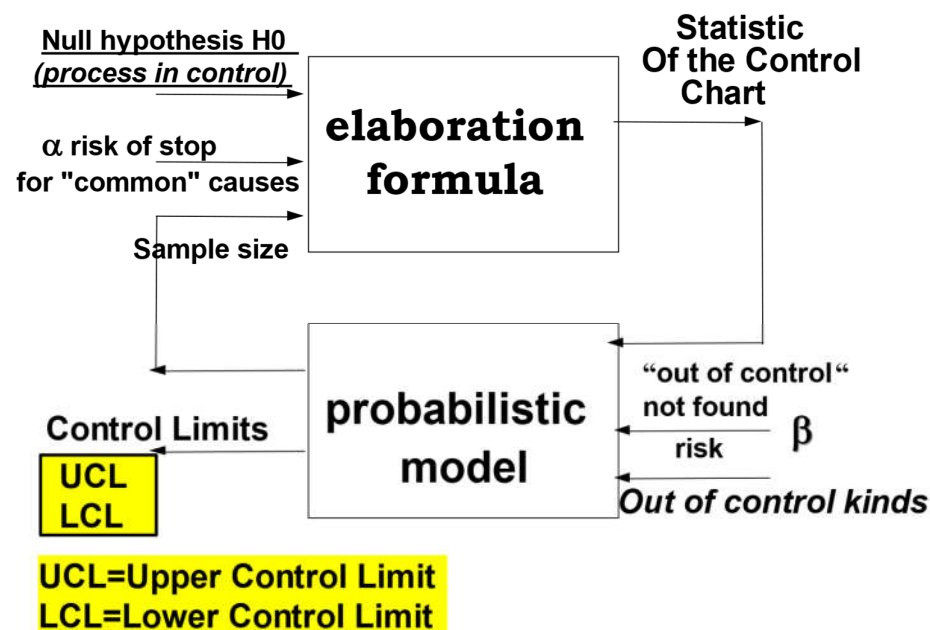 Null hypothesis H0
(process in control)
α risk of stop
for "common" causes
Sample size
elaboration
formula
Statistic
Of the Control
Chart
probabilistic
model
“out of control“
not found
risk
β
Out of control kinds
Control Limits
UCL
LCL
UCL=Upper Control Limit
LCL=Lower Control Limit